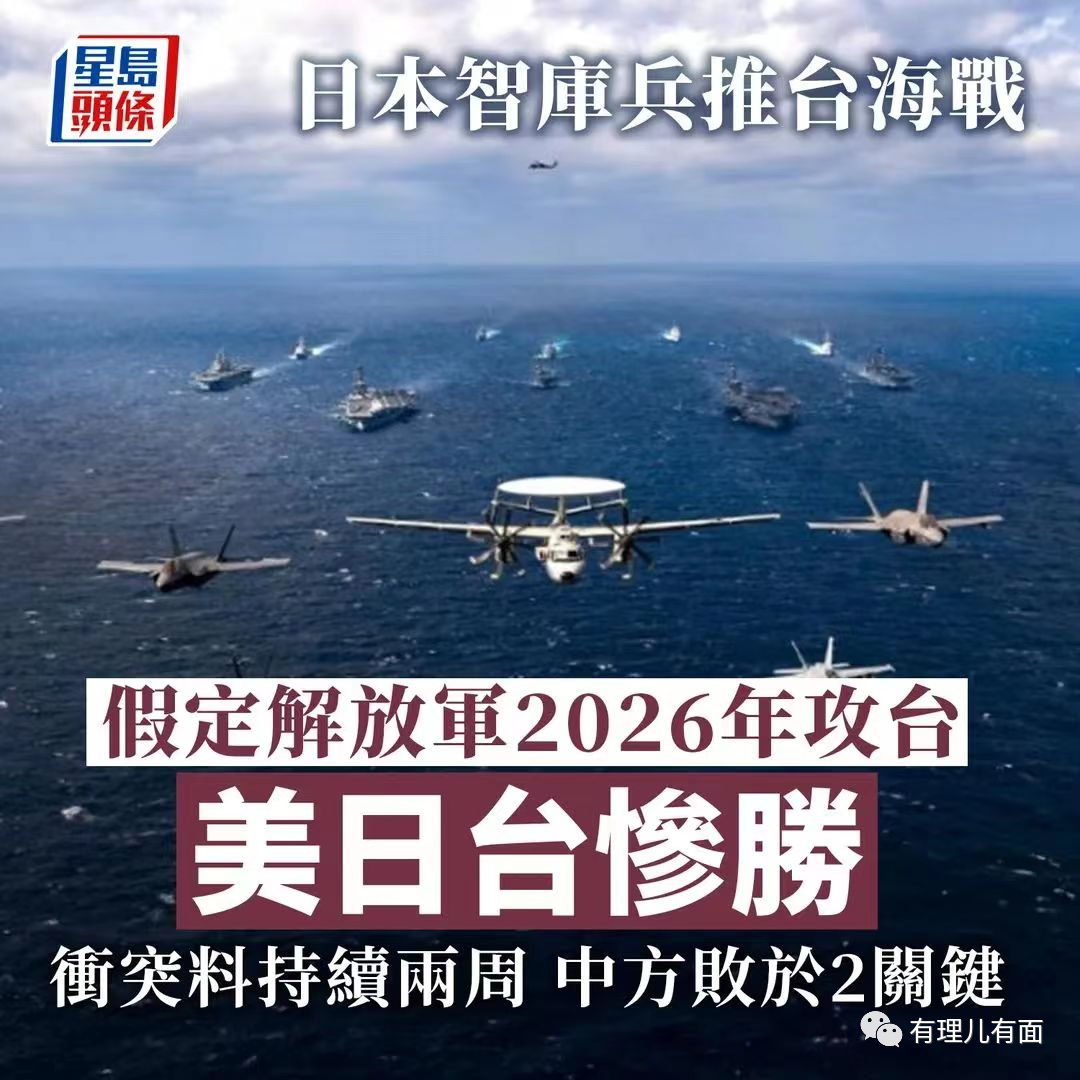 星島
頭條
日本智庫兵推台海戰
假定解放軍2026年攻台
美日台慘勝
衝突料持續兩周 中方敗於2關鍵
有理儿有面